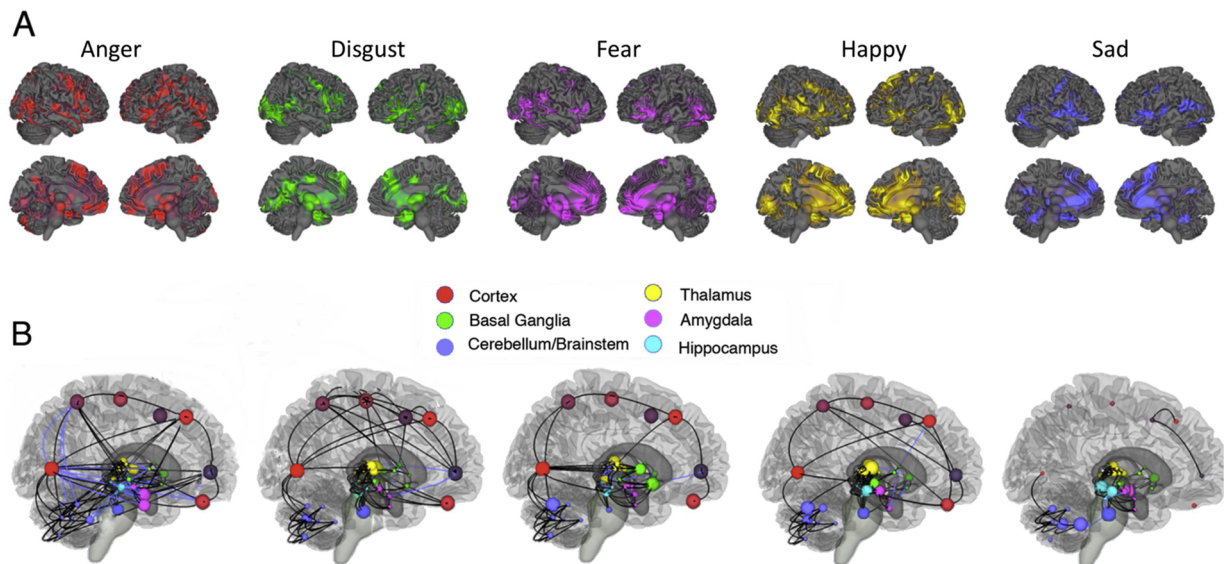 A
Anger Disgust Fear Happy Sad
Cortex Thalamus
Basal Ganglia Amygdala
Cerebellum/Brainstem Hippocampus
B